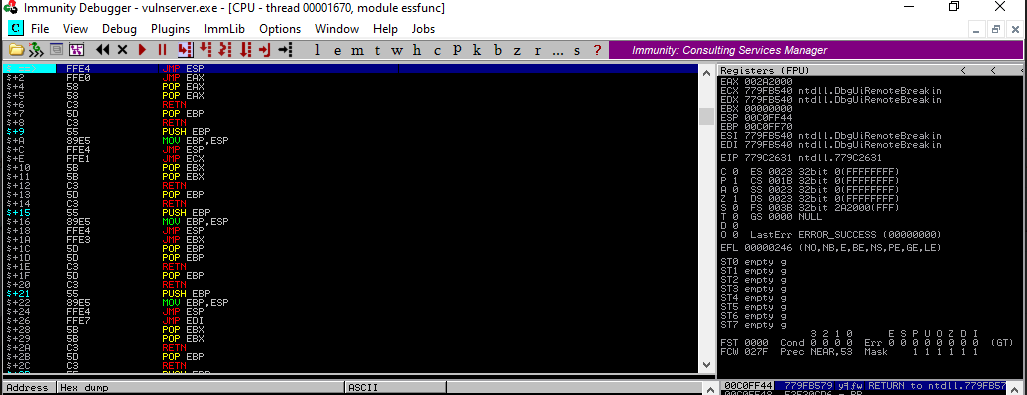 Immunity Debugger - vulnserver.exe - [CPU - thread 00001670, module essfunc]
C File View Debug Plugins ImmLib Options Window Help Jobs
l e m t w h c p k b z r ... s ? Immunity: Consulting Services Manager
FFE4 JMP ESP
$+2 FFE0 JMP EAX
$+4 58 POP EAX
$+5 58 POP EAX
$+6 C3 RETN
$+7 5D POP EBP
$+8 C3 RETN
$+9 55 PUSH EBP
$+A 89E5 MOV EBP,ESP
$+C FFE4 JMP ESP
$+E FFE1 JMP ECX
$+10 5B POP EBX
$+11 5B POP EBX
$+12 C3 RETN
$+13 5D POP EBP
$+14 C3 RETN
$+15 55 PUSH EBP
$+16 89E5 MOV EBP,ESP
$+18 FFE4 JMP ESP
$+1A FFE3 JMP EBX
$+1C 5D POP EBP
$+1D 5D POP EBP
$+1E C3 RETN
$+1F 5D POP EBP
$+20 C3 RETN
$+21 55 PUSH EBP
$+22 89E5 MOV EBP,ESP
$+24 FFE4 JMP ESP
$+26 FFE7 JMP EDI
$+28 5B POP EBX
$+29 5B POP EBX
$+2A C3 RETN
$+2B 5D POP EBP
$+2C C3 RETN
Registers (FPU) < <
EAX 002A2000
ECX 779FB540 ntdll.DbgUiRemoteBreakin
EDX 779FB540 ntdll.DbgUiRemoteBreakin
EBX 00000000
ESP 00C0FF44
EBP 00C0FF70
ESI 779FB540 ntdll.DbgUiRemoteBreakin
EDI 779FB540 ntdll.DbgUiRemoteBreakin
EIP 779C2631 ntdll.779C2631
C 0 ES 0023 32bit 0(FFFFFFFF)
P 1 CS 001B 32bit 0(FFFFFFFF)
A 0 SS 0023 32bit 0(FFFFFFFF)
Z 1 DS 0023 32bit 0(FFFFFFFF)
S 0 FS 003B 32bit 2A2000(FFF)
T 0 GS 0000 NULL
D 0
O 0 LastErr ERROR_SUCCESS (00000000)
EFL 00000246 (NO,NB,E,BE,NS,PE,GE,LE)
ST0 empty g
ST1 empty g
ST2 empty g
ST3 empty g
ST4 empty g
ST5 empty g
ST6 empty g
ST7 empty g
3 2 1 0 E S P U O Z D I
FST 0000 Cond 0 0 0 0 Err 0 0 0 0 0 0 0 0 (GT)
FCW 027F Prec NEAR,53 Mask 1 1 1 1 1 1
Address Hex dump ASCII
00C0FF44 779FB579 RETURN to ntdll.779FB57